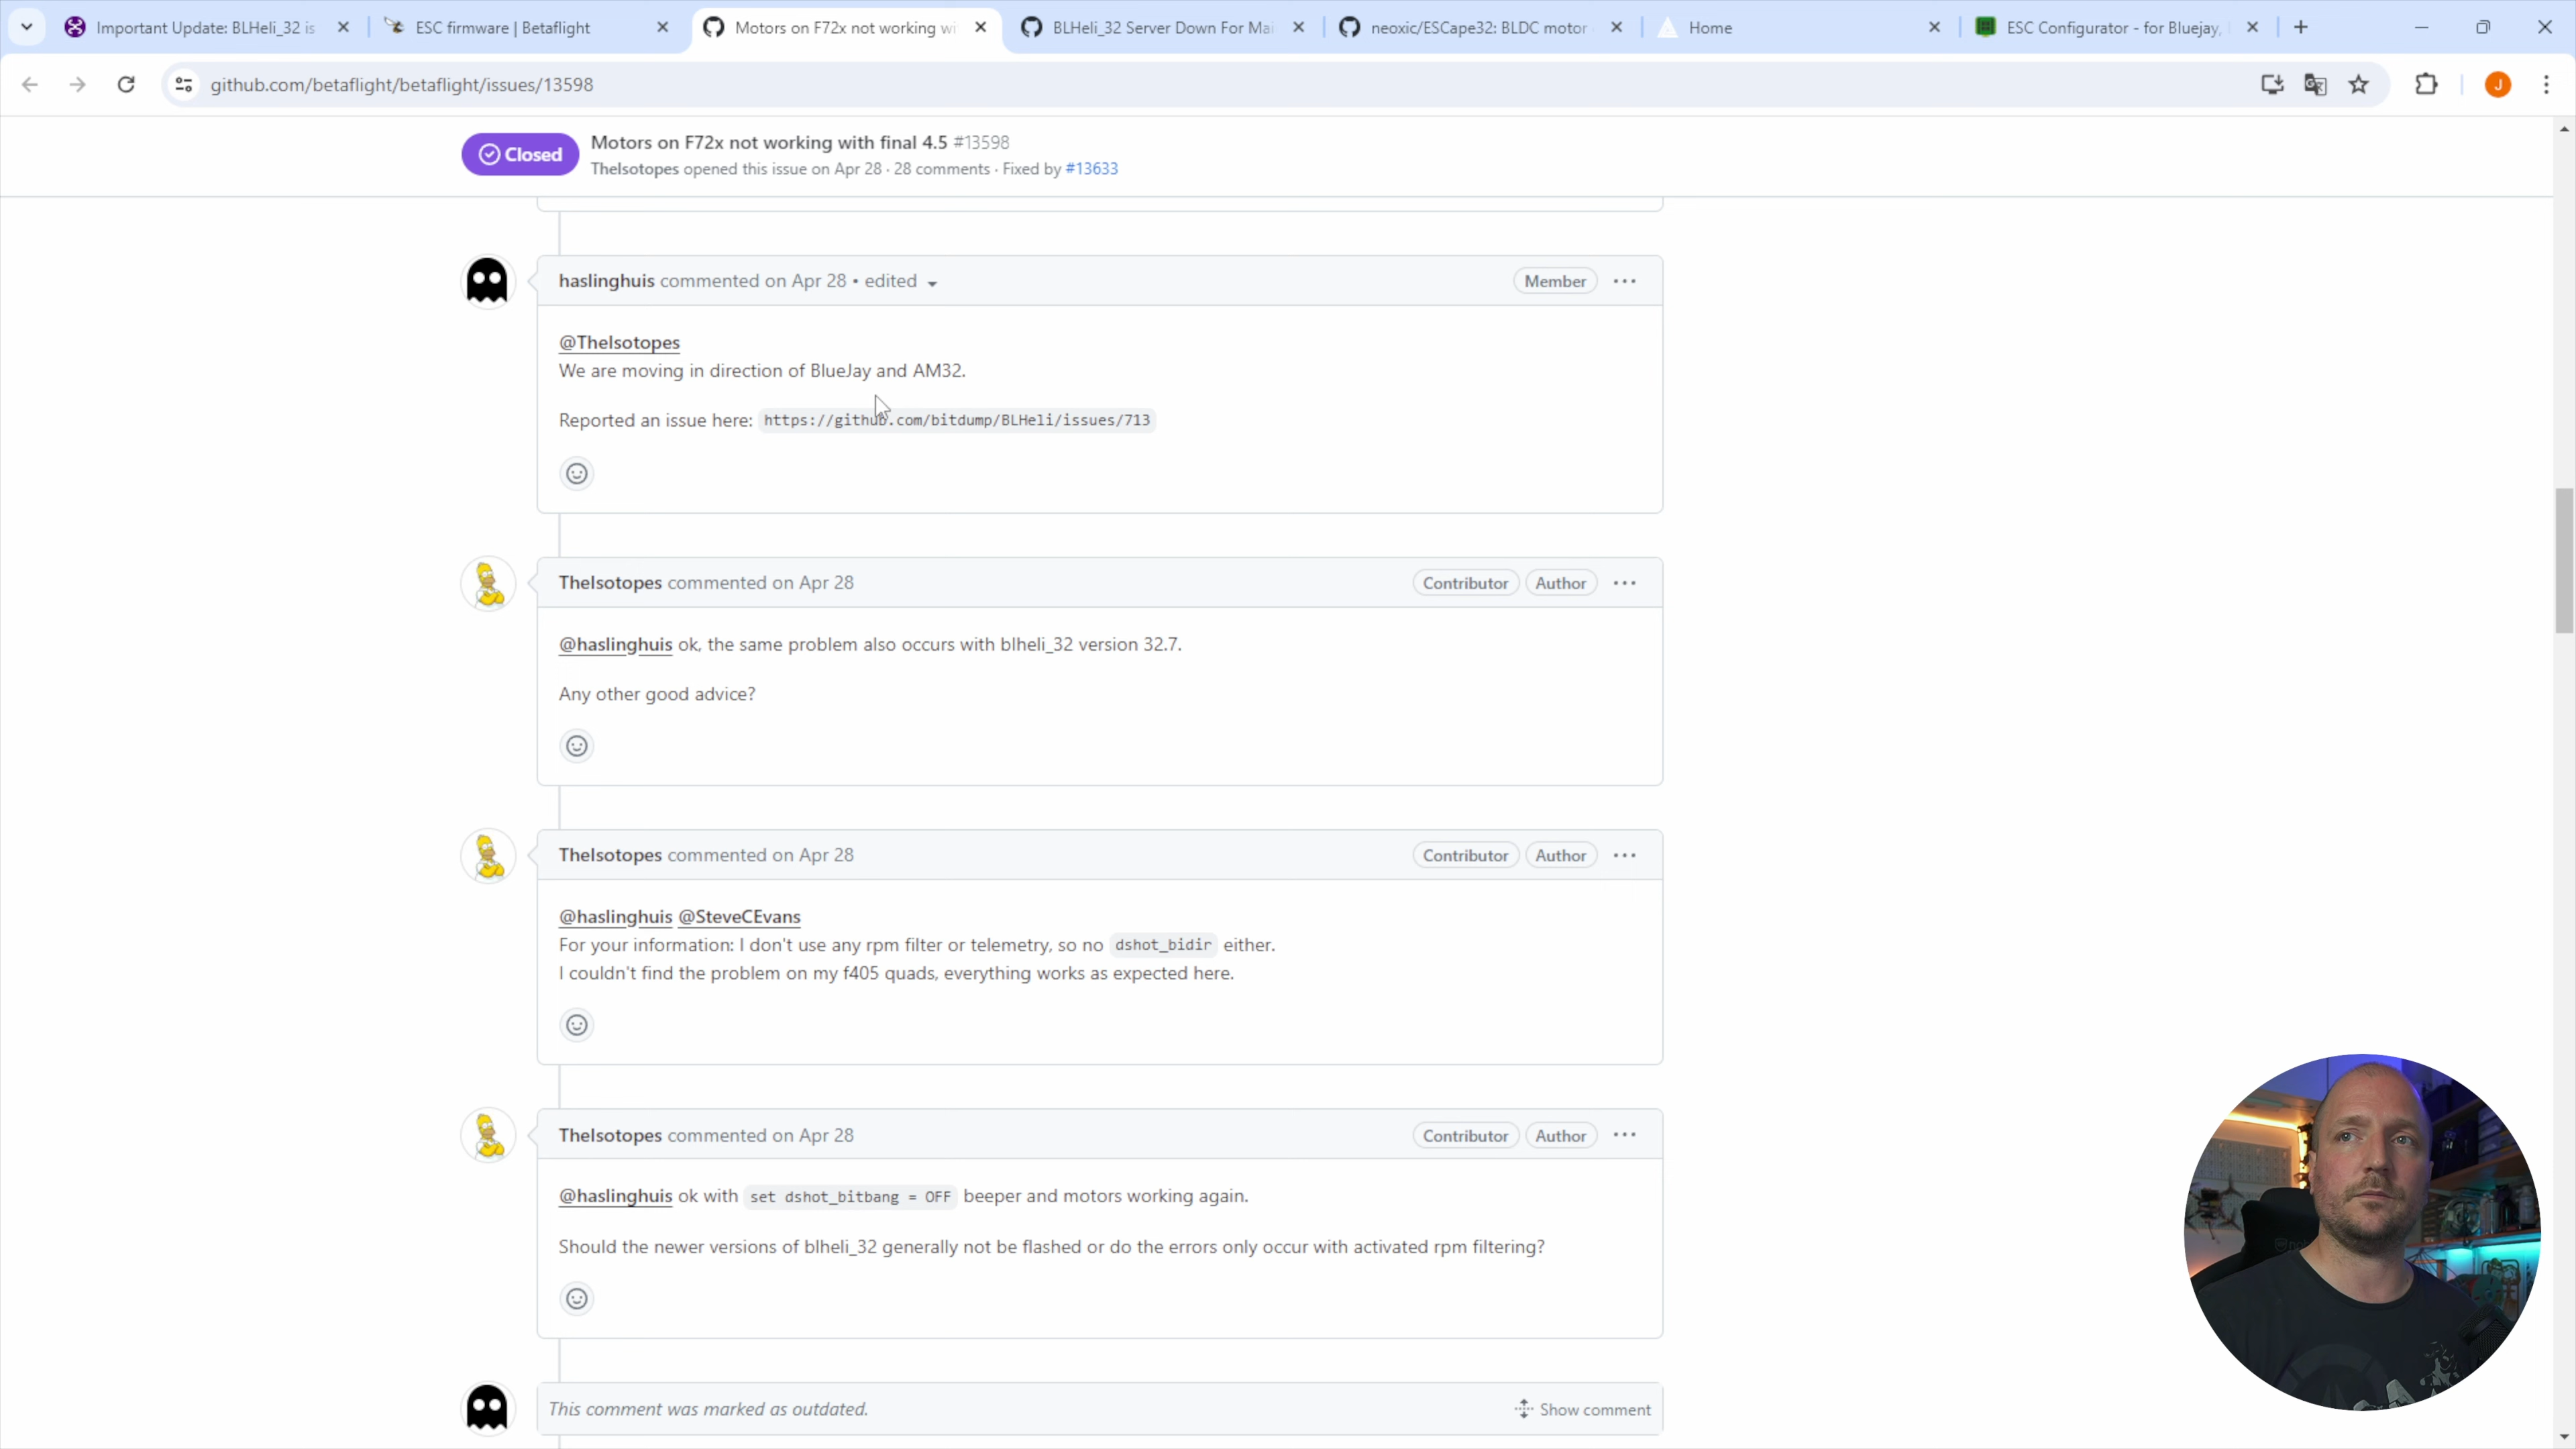 Important Update: BLHeli_32 is
ESC firmware | Betaflight
Motors on F72x not working wi
BLHeli_32 Server Down For Mai
neoxic/ESCape32: BLDC motor
Home
ESC Configurator - for Bluejay,
github.com/betaflight/betaflight/issues/13598
J
Closed
Motors on F72x not working with final 4.5 #13598
TheIsotopes opened this issue on Apr 28 · 28 comments · Fixed by #13633
haslinghuis commented on Apr 28 • edited
Member
@TheIsotopes
We are moving in direction of BlueJay and AM32.
Reported an issue here: https://github.com/bitdump/BLHeli/issues/713
TheIsotopes commented on Apr 28
Contributor
Author
@haslinghuis ok, the same problem also occurs with blheli_32 version 32.7.
Any other good advice?
TheIsotopes commented on Apr 28
Contributor
Author
@haslinghuis @SteveCEvans
For your information: I don't use any rpm filter or telemetry, so no dshot_bidir either.
I couldn't find the problem on my f405 quads, everything works as expected here.
TheIsotopes commented on Apr 28
Contributor
Author
@haslinghuis ok with set dshot_bitbang = OFF beeper and motors working again.
Should the newer versions of blheli_32 generally not be flashed or do the errors only occur with activated rpm filtering?
This comment was marked as outdated.
Show comment